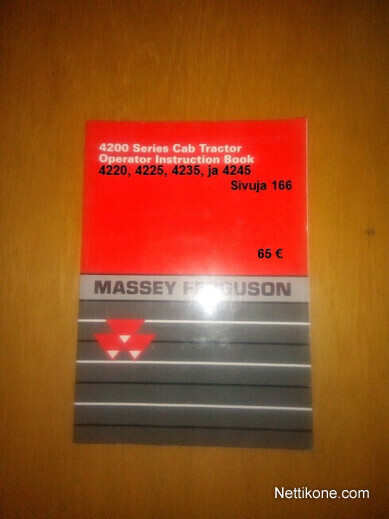 4200 Series Cab Tractor
Operator Instruction Book
4220, 4225, 4235, ja 4245
Sivuja 166
65 €
MASSEY FERGUSON
Nettikone.com